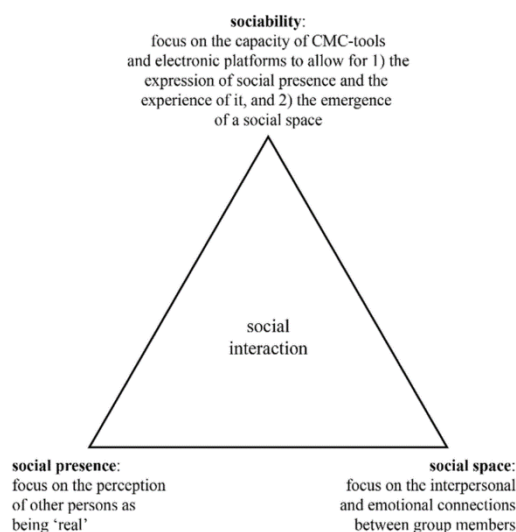 sociability:
focus on the capacity of CMC-tools
and electronic platforms to allow for 1) the
expression of social presence and the
experience of it, and 2) the emergence
of a social space
social
interaction
social presence:
focus on the perception
of other persons as
being ‘real’
social space:
focus on the interpersonal
and emotional connections
between group members